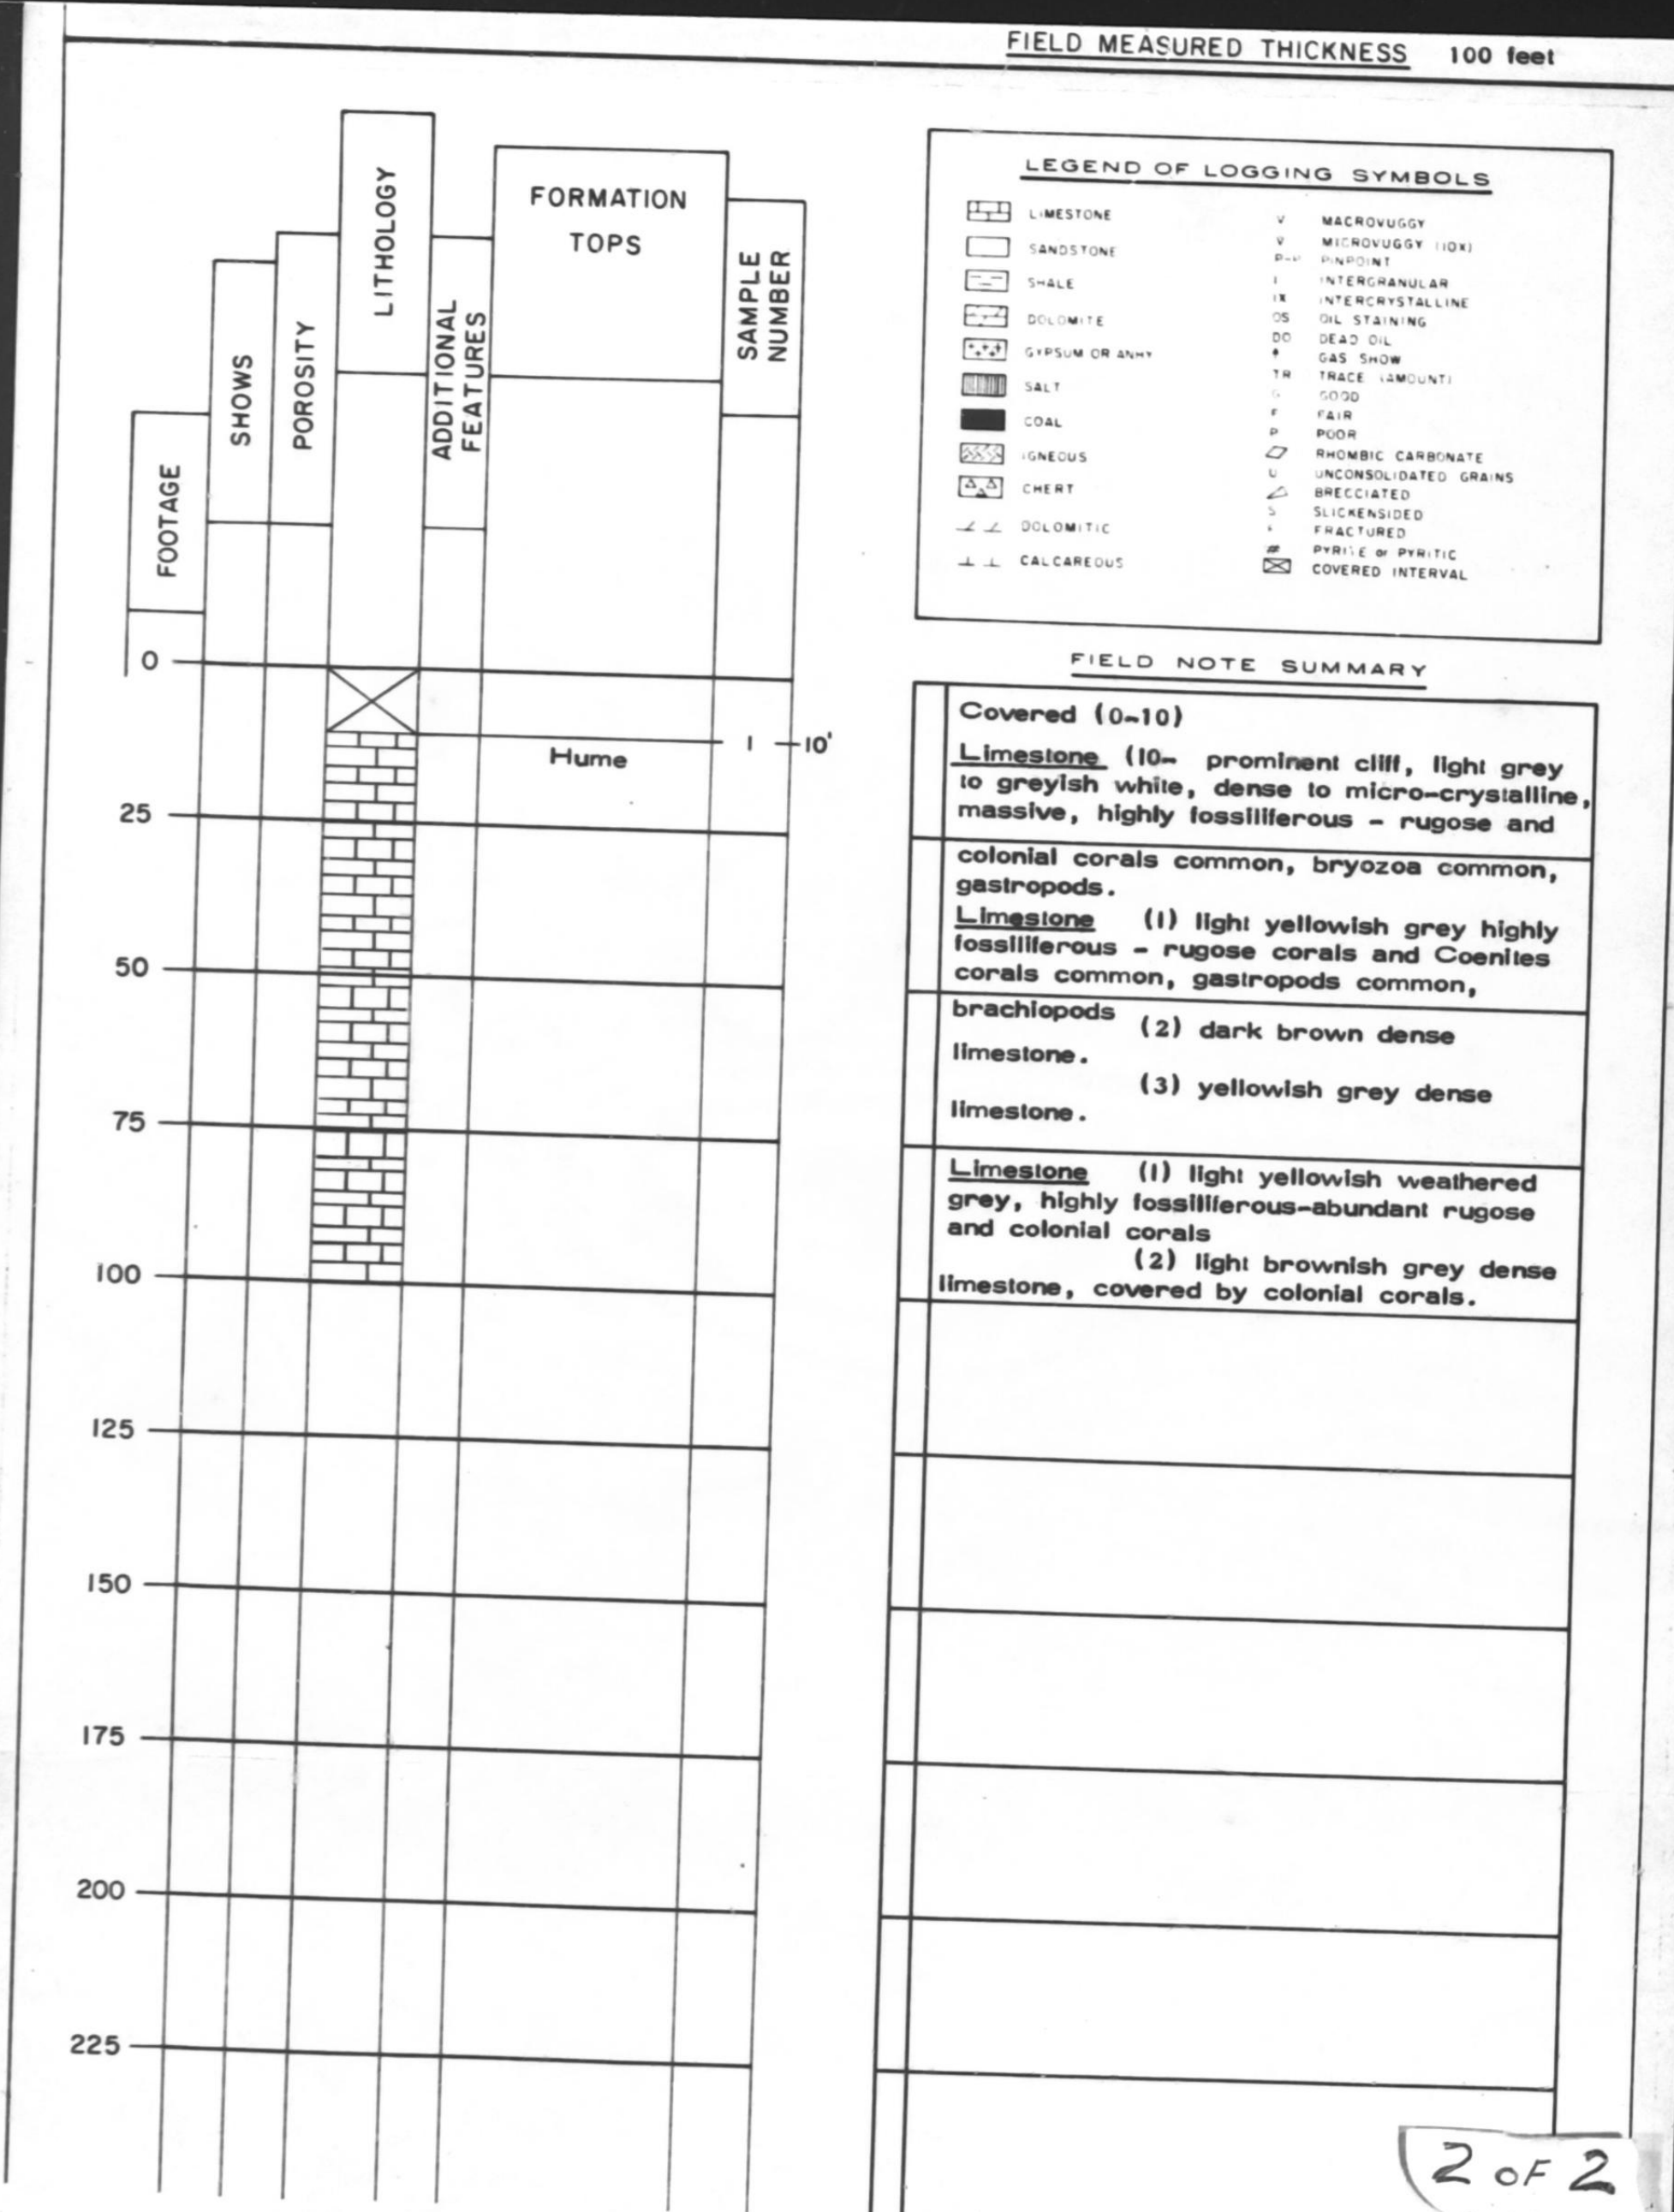 FIELD MEASURED THICKNESS 100 feet
FOOTAGE
SHOWS
POROSITY
LITHOLOGY
ADDITIONAL
FEATURES
FORMATION
TOPS
SAMPLE
NUMBER
LEGEND OF LOGGING SYMBOLS
LIMESTONE
SANDSTONE
SHALE
DOLOMITE
GYPSUM OR ANHY
SALT
COAL
IGNEOUS
CHERT
DOLOMITIC
CALCAREOUS
V MACROVUGGY
V MICROVUGGY (10X)
P-P PINPOINT
I INTERGRANULAR
IX INTERCRYSTALLINE
OS OIL STAINING
DO DEAD OIL
GAS SHOW
TR TRACE (AMOUNT)
G GOOD
F FAIR
P POOR
RHOMBIC CARBONATE
U UNCONSOLIDATED GRAINS
BRECCIATED
S SLICKENSIDED
FRACTURED
# PYRITE or PYRITIC
COVERED INTERVAL
0
Hume
1 10'
25
50
75
100
125
150
175
200
225
FIELD NOTE SUMMARY
Covered (0-10)
Limestone (10- prominent cliff, light grey
to greyish white, dense to micro-crystalline,
massive, highly fossiliferous - rugose and
colonial corals common, bryozoa common,
gastropods.
Limestone (1) light yellowish grey highly
fossiliferous - rugose corals and Coenites
corals common, gastropods common,
brachiopods
(2) dark brown dense
limestone.
(3) yellowish grey dense
limestone.
Limestone (1) light yellowish weathered
grey, highly fossiliferous-abundant rugose
and colonial corals
(2) light brownish grey dense
limestone, covered by colonial corals.
2 OF 2